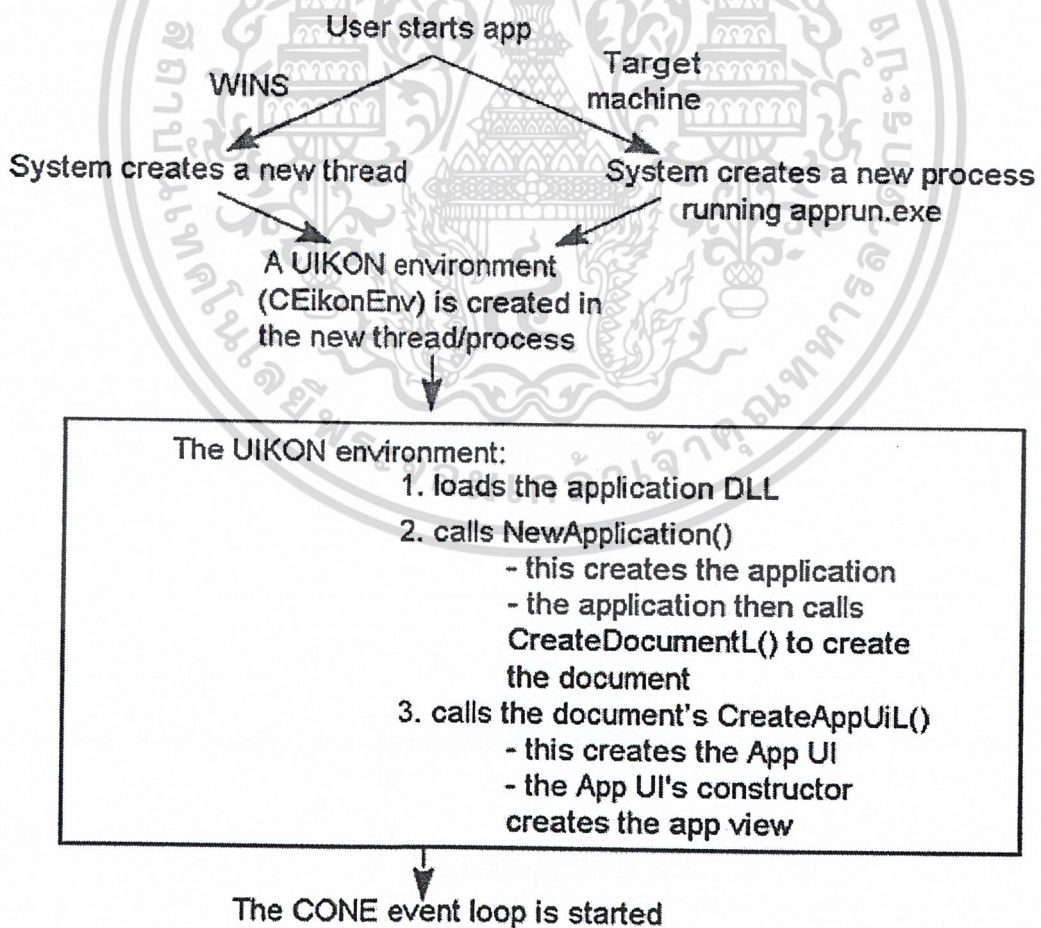 User starts app
WINS
Target
machine
System creates a new thread
System creates a new process
running apprun.exe
A UIKON environment
(CEikonEnv) is created in
the new thread/process
The UIKON environment:
1. loads the application DLL
2. calls NewApplication()
- this creates the application
- the application then calls
CreateDocumentL() to create
the document
3. calls the document's CreateAppUiL()
- this creates the App UI
- the App UI's constructor
creates the app view
The CONE event loop is started